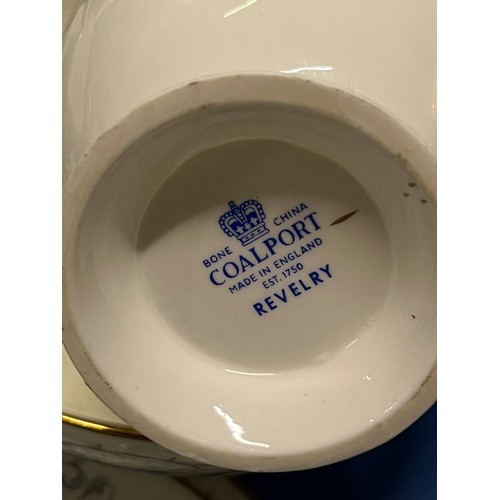 BONE CHINA
COALPORT
MADE IN ENGLAND
EST. 1750
REVELRY